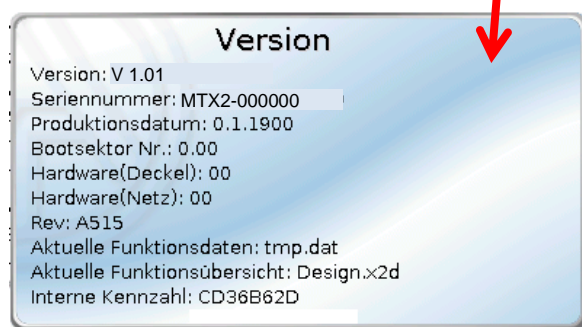 Version
Version: V 1.01
Seriennummer: MTX2-000000
Produktionsdatum: 0.1.1900
Bootsektor Nr.: 0.00
Hardware(Deckel): 00
Hardware(Netz): 00
Rev: A515
Aktuelle Funktionsdaten: tmp.dat
Aktuelle Funktionsübersicht: Design.x2d
Interne Kennzahl: CD36B62D